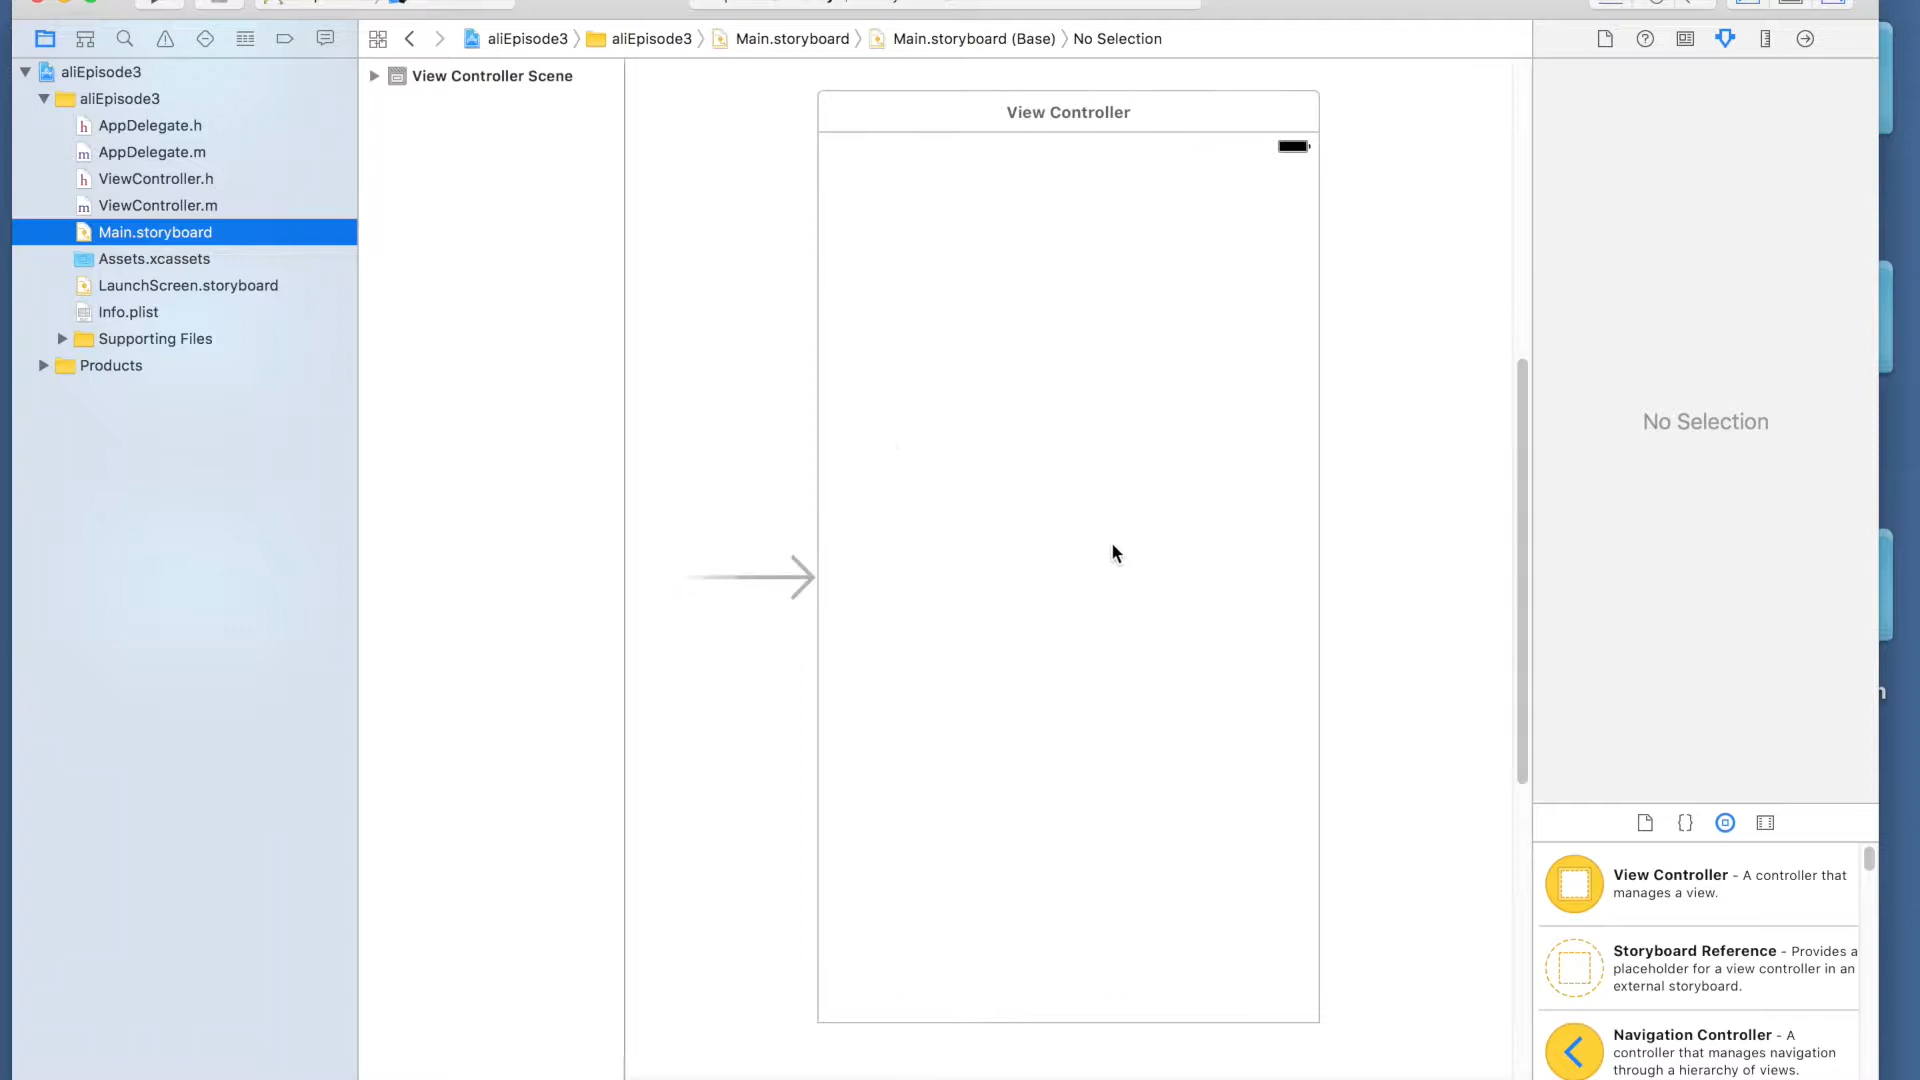 aliEpisode3 〉 aliEpisode3 〉 Main.storyboard 〉 Main.storyboard (Base) 〉 No Selection
aliEpisode3
aliEpisode3
AppDelegate.h
AppDelegate.m
ViewController.h
ViewController.m
Main.storyboard
Assets.xcassets
LaunchScreen.storyboard
Info.plist
Supporting Files
Products
View Controller Scene
View Controller
No Selection
View Controller - A controller that
manages a view.
Storyboard Reference - Provides a
placeholder for a view controller in an
external storyboard.
Navigation Controller - A
controller that manages navigation
through a hierarchy of views.